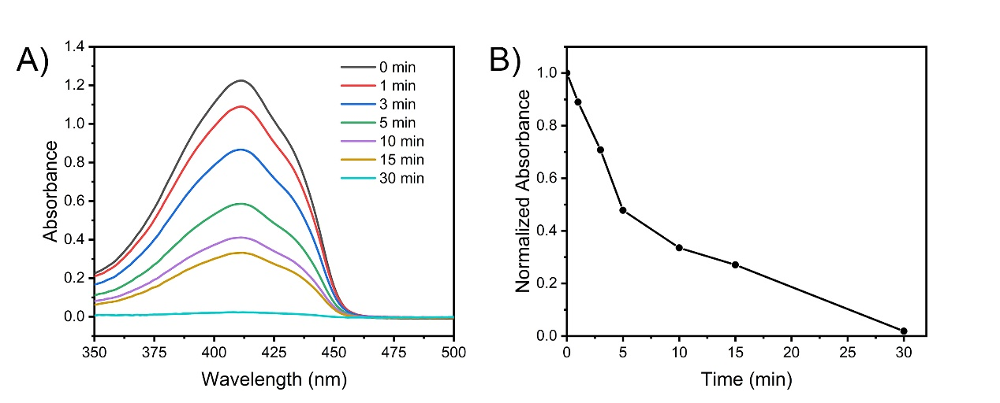 A)
1.4
1.2
1.0
0.8
0.6
0.4
0.2
0.0
Absorbance
350 375 400 425 450 475 500
Wavelength (nm)
0 min
1 min
3 min
5 min
10 min
15 min
30 min
B)
1.0
0.8
0.6
0.4
0.2
0.0
Normalized Absorbance
0 5 10 15 20 25 30
Time (min)